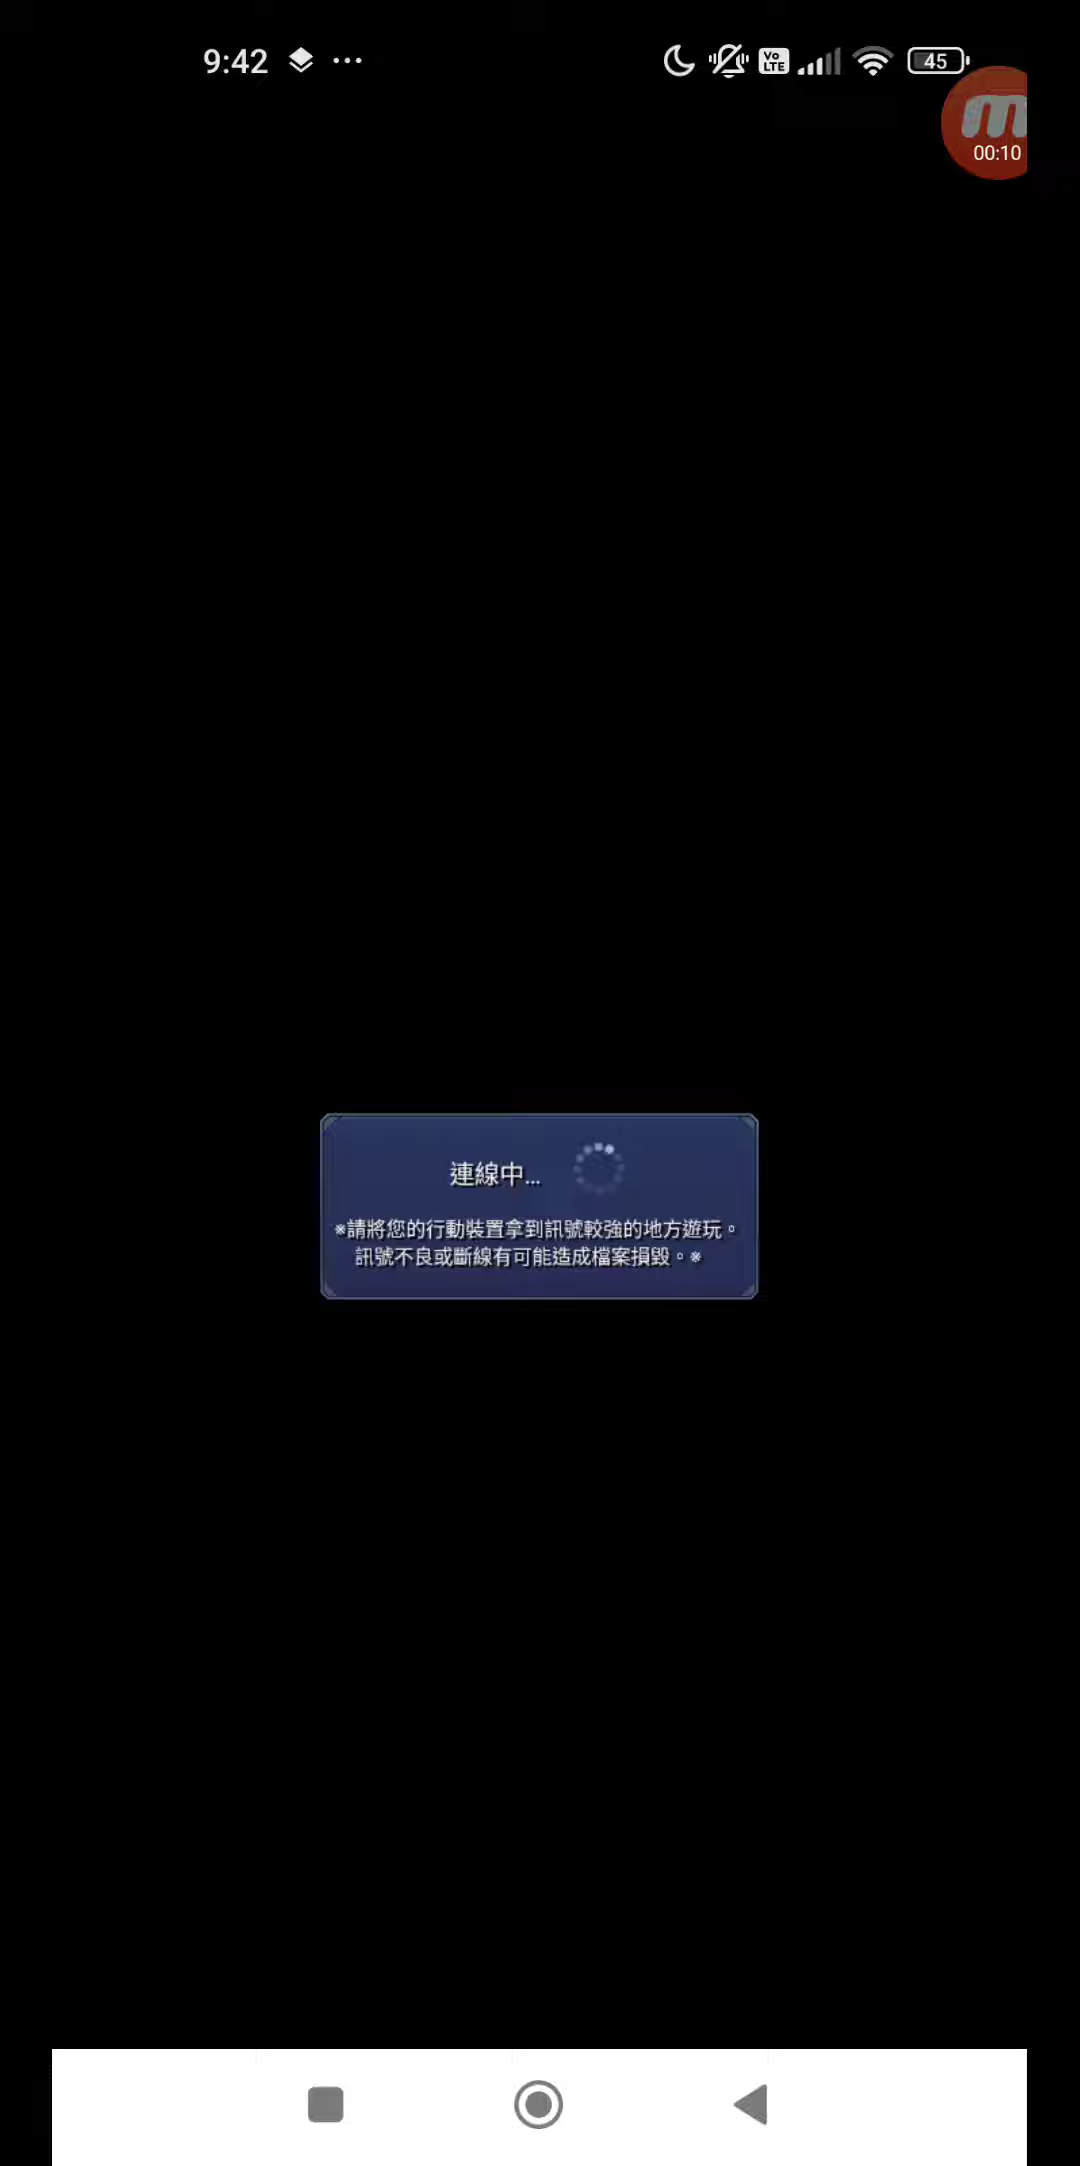 9:42
Vo
LTE
45
m
00:10
連線中...
※請將您的行動裝置拿到訊號較強的地方遊玩。
訊號不良或斷線有可能造成檔案損毀。※